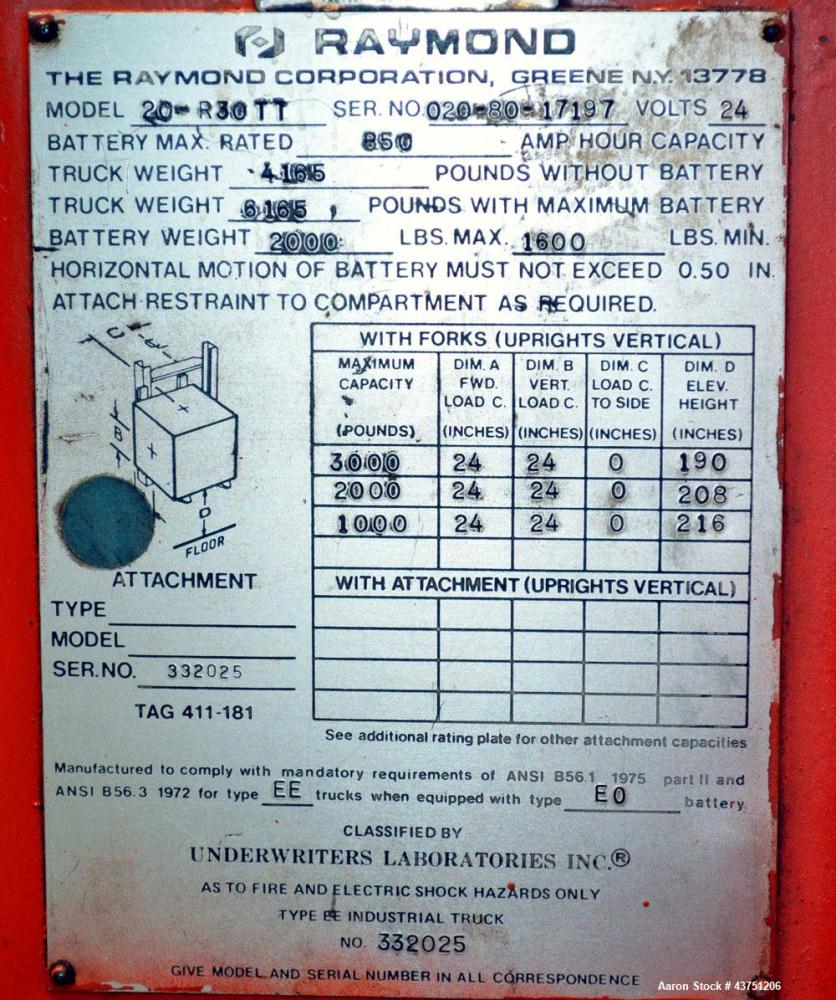 RAYMOND
THE RAYMOND CORPORATION, GREENE N.Y. 13778
MODEL 20-R30TT SER. NO. 020-80-17197 VOLTS 24
BATTERY MAX. RATED 850 AMP HOUR CAPACITY
TRUCK WEIGHT 4165 POUNDS WITHOUT BATTERY
TRUCK WEIGHT 6165 POUNDS WITH MAXIMUM BATTERY
BATTERY WEIGHT 2000 LBS. MAX. 1600 LBS. MIN.
HORIZONTAL MOTION OF BATTERY MUST NOT EXCEED 0.50 IN.
ATTACH RESTRAINT TO COMPARTMENT AS REQUIRED.
C A
B
D
FLOOR
WITH FORKS (UPRIGHTS VERTICAL)
MAXIMUM DIM. A DIM. B DIM. C DIM. D
CAPACITY FWD. VERT. LOAD C. ELEV.
LOAD C. LOAD C. TO SIDE HEIGHT
(POUNDS) (INCHES) (INCHES) (INCHES) (INCHES)
3000 24 24 0 190
2000 24 24 0 208
1000 24 24 0 216
WITH ATTACHMENT (UPRIGHTS VERTICAL)
ATTACHMENT
TYPE
MODEL
SER.NO. 332025
TAG 411-181
See additional rating plate for other attachment capacities
Manufactured to comply with mandatory requirements of ANSI B56.1 1975 part II and
ANSI B56.3 1972 for type EE trucks when equipped with type EO battery.
CLASSIFIED BY
UNDERWRITERS LABORATORIES INC.®
AS TO FIRE AND ELECTRIC SHOCK HAZARDS ONLY
TYPE EE INDUSTRIAL TRUCK
NO. 332025
GIVE MODEL AND SERIAL NUMBER IN ALL CORRESPONDENCE
Aaron Stock # 43751206